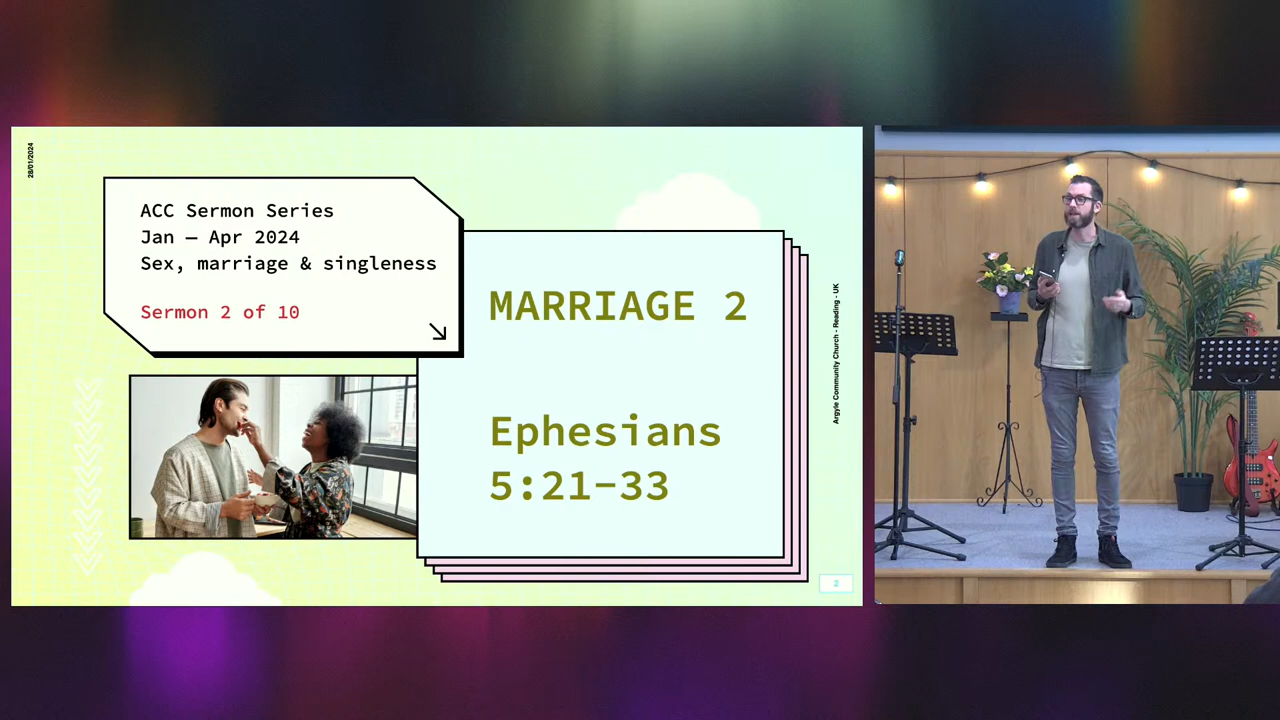 28/01/2024
ACC Sermon Series
Jan – Apr 2024
Sex, marriage & singleness
Sermon 2 of 10
MARRIAGE 2
Ephesians
5:21-33
Argyle Community Church - Reading - UK
2